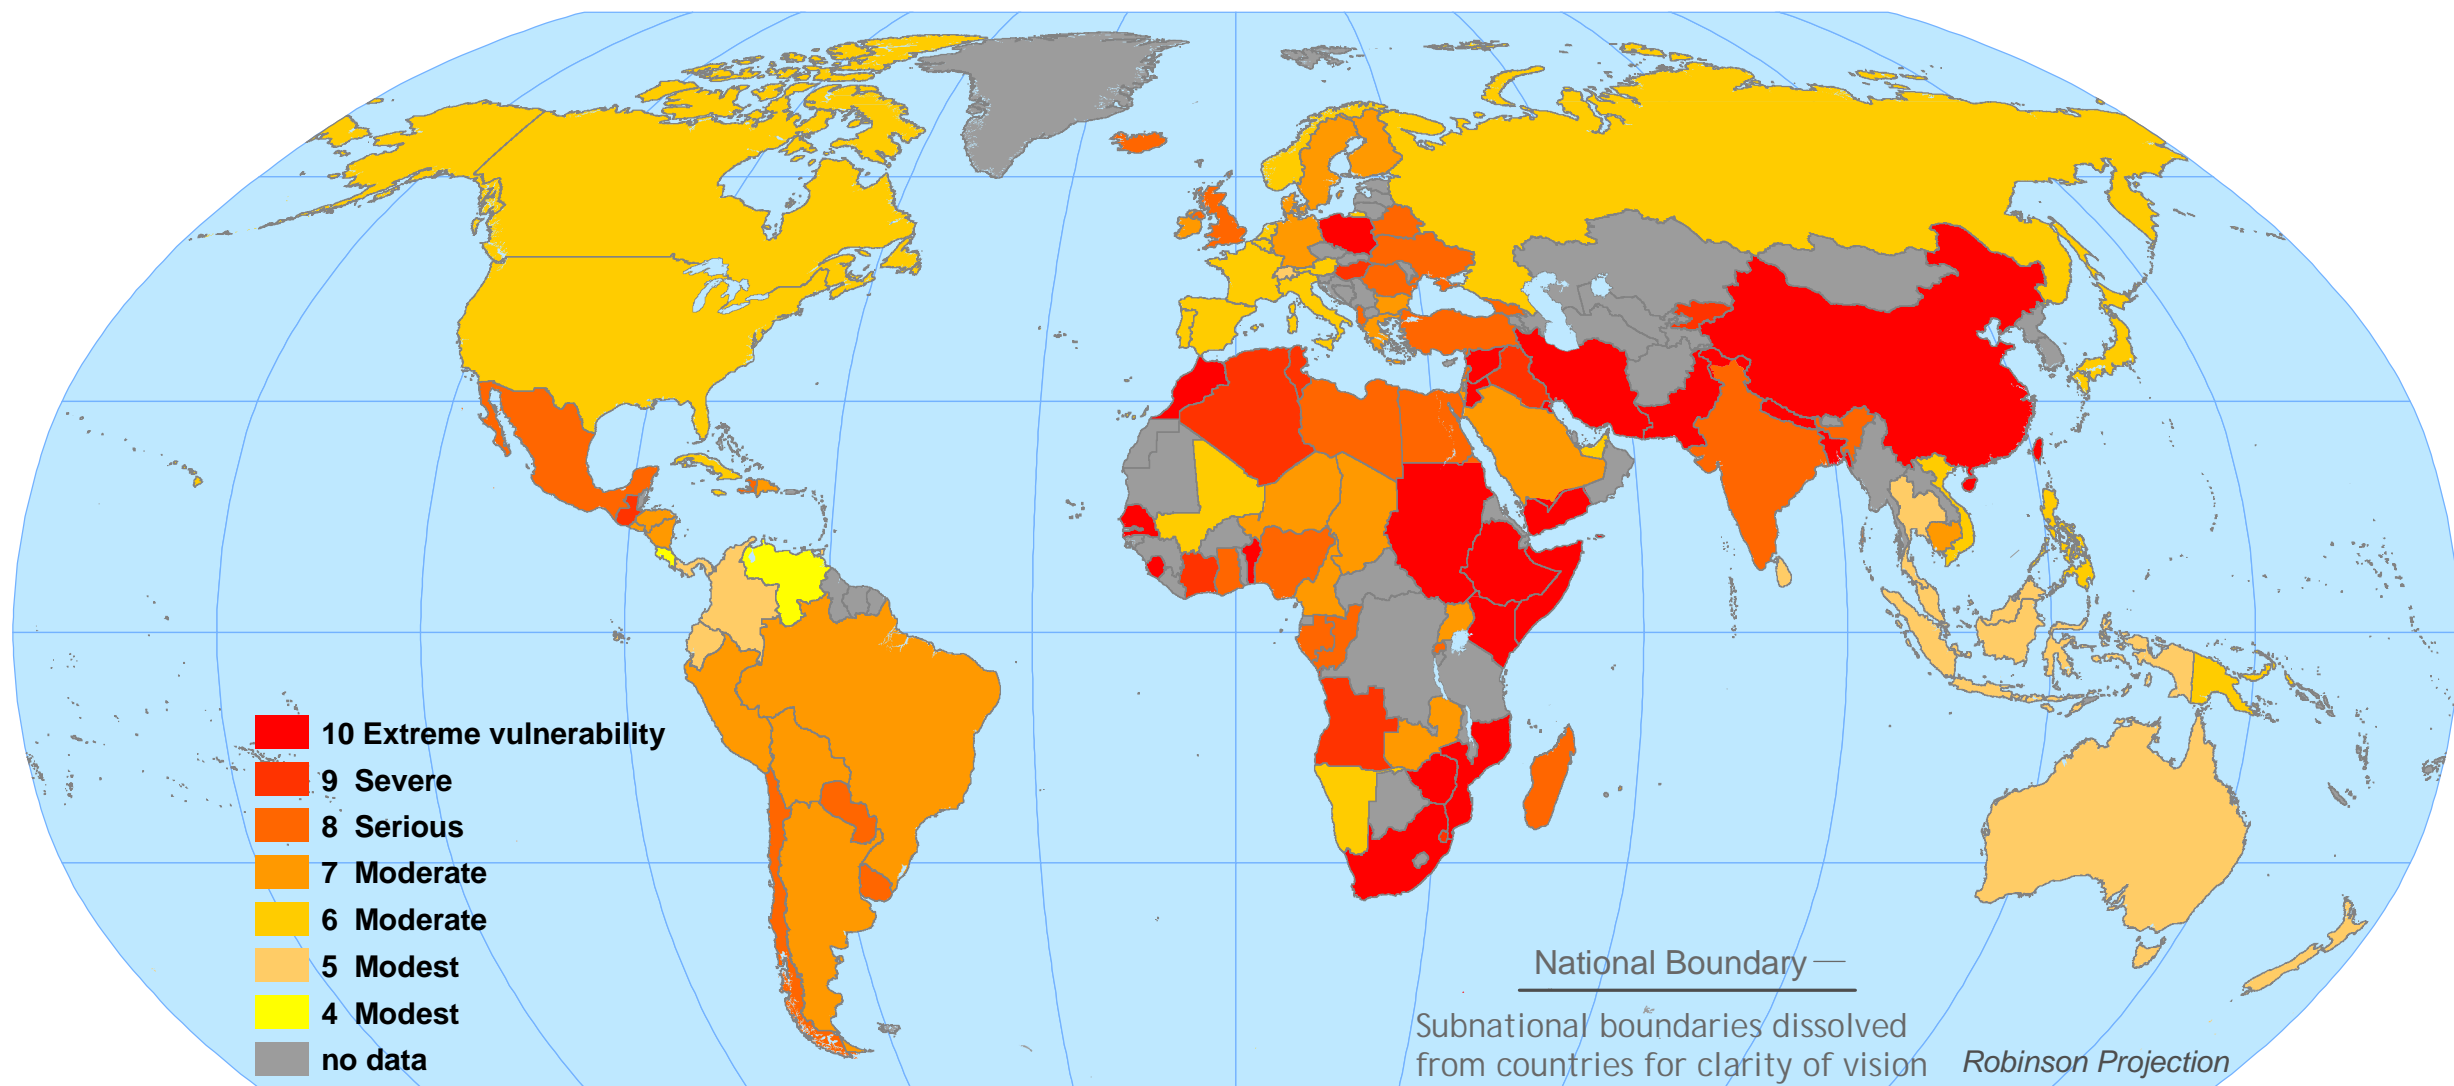 10 Extreme vulnerability
9 Severe
8 Serious
7 Moderate
6 Moderate
5 Modest
4 Modest
no data
National Boundary
Subnational boundaries dissolved
from countries for clarity of vision
Robinson Projection